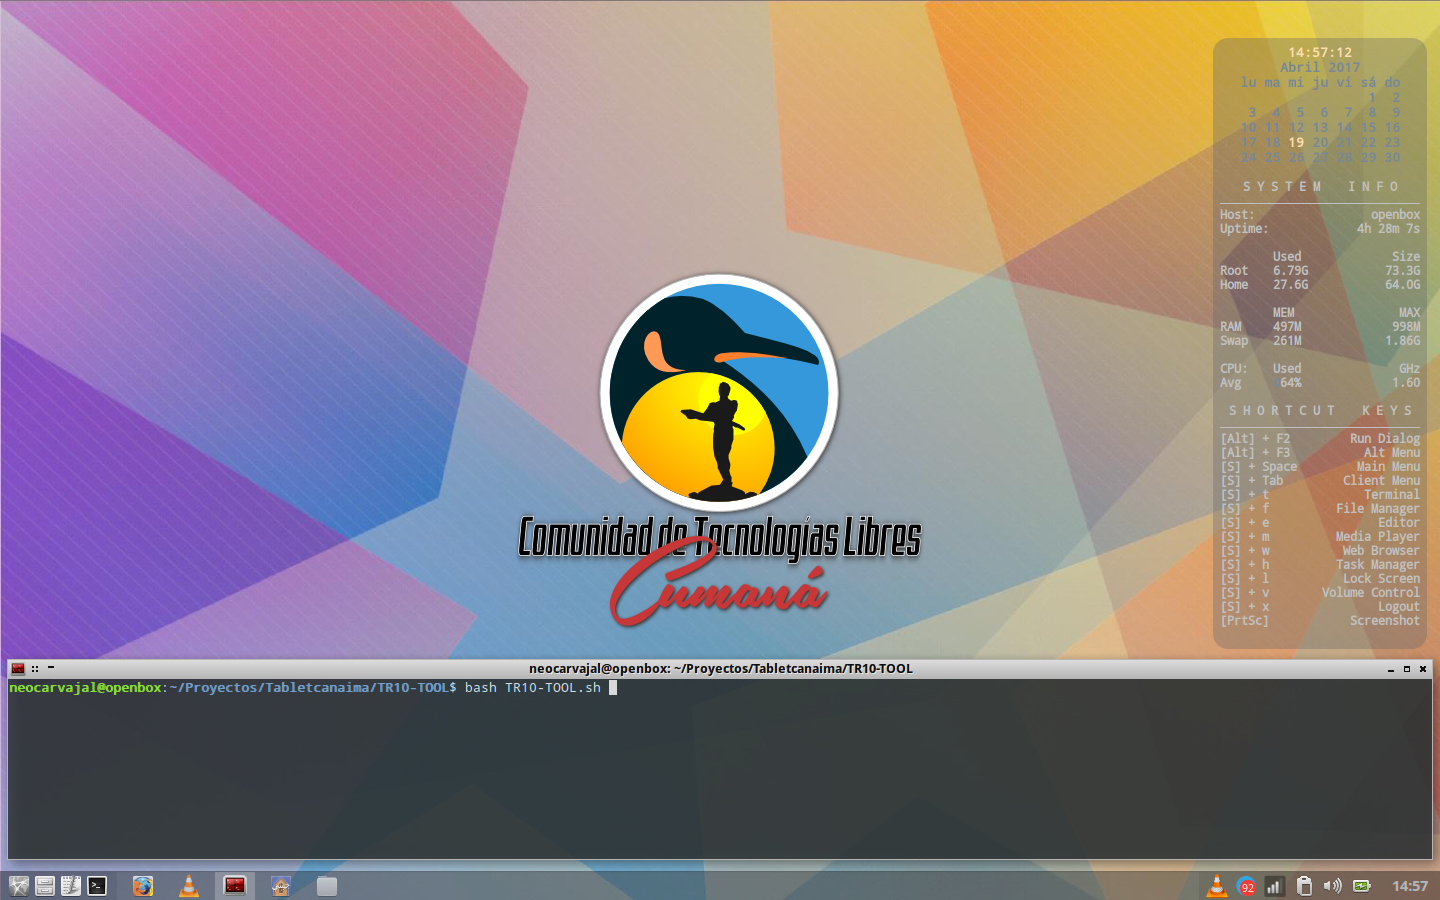 14:57:12
Abril 2017
lu ma mi ju vi sá do
1 2
3 4 5 6 7 8 9
10 11 12 13 14 15 16
17 18 19 20 21 22 23
24 25 26 27 28 29 30
SYSTEM INFO
Host: openbox
Uptime: 4h 28m 7s
Used Size
Root 6.79G 73.3G
Home 27.6G 64.0G
MEM MAX
RAM 497M 998M
Swap 261M 1.86G
CPU: Used GHz
Avg 64% 1.60
SHORTCUT KEYS
[Alt] + F2 Run Dialog
[Alt] + F3 Alt Menu
[S] + Space Main Menu
[S] + Tab Client Menu
[S] + t Terminal
[S] + f File Manager
[S] + e Editor
[S] + m Media Player
[S] + w Web Browser
[S] + h Task Manager
[S] + l Lock Screen
[S] + v Volume Control
[S] + x Logout
[PrtSc] Screenshot
Comunidad de Tecnologías Libres
Cumaná
neocarvajal@openbox: ~/Proyectos/Tabletcanaima/TR10-TOOL
neocarvajal@openbox:~/Proyectos/Tabletcanaima/TR10-TOOL$ bash TR10-TOOL.sh
92
14:57